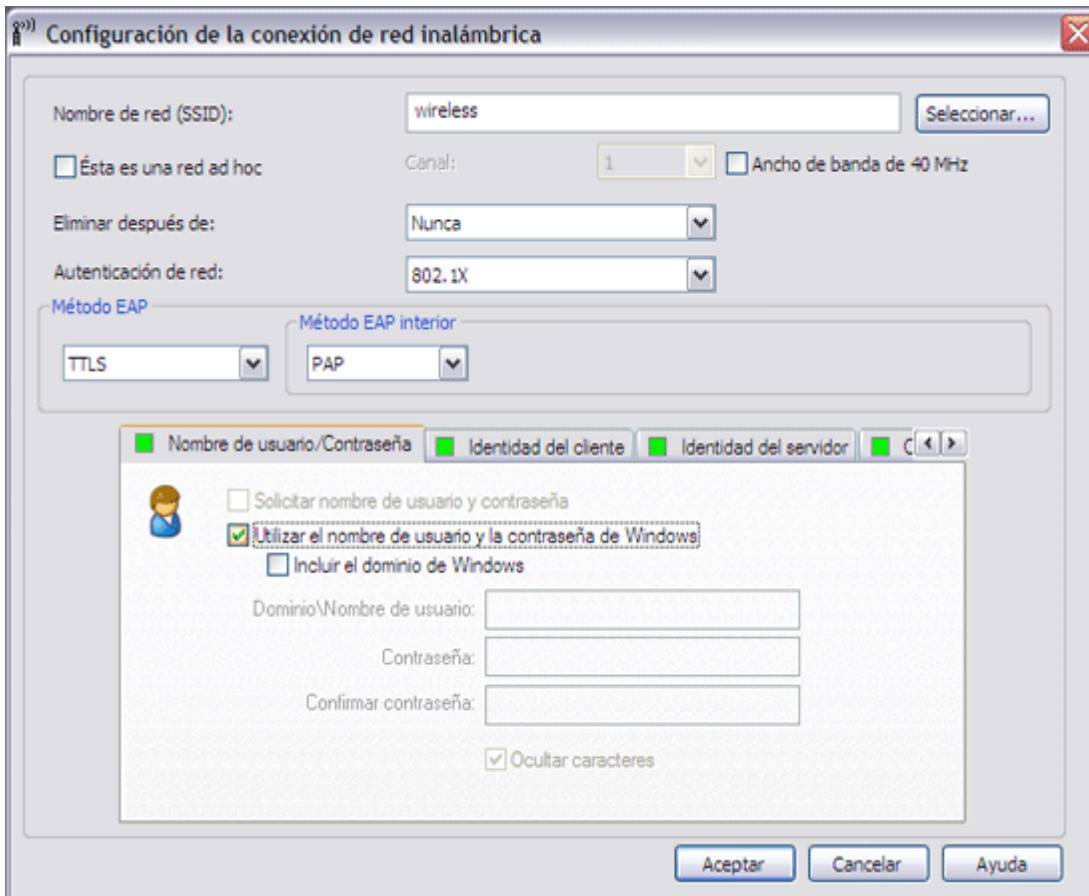 Configuración de la conexión de red inalámbrica
Nombre de red (SSID): wireless Seleccionar...
Ésta es una red ad hoc Canal: 1 Ancho de banda de 40 MHz
Eliminar después de: Nunca
Autenticación de red: 802.1X
Método EAP
Método EAP interior
TTLS PAP
Nombre de usuario/Contraseña Identidad del cliente Identidad del servidor
Solicitar nombre de usuario y contraseña
Utilizar el nombre de usuario y la contraseña de Windows
Incluir el dominio de Windows
Dominio\Nombre de usuario:
Contraseña:
Confirmar contraseña:
Ocultar caracteres
Aceptar Cancelar Ayuda